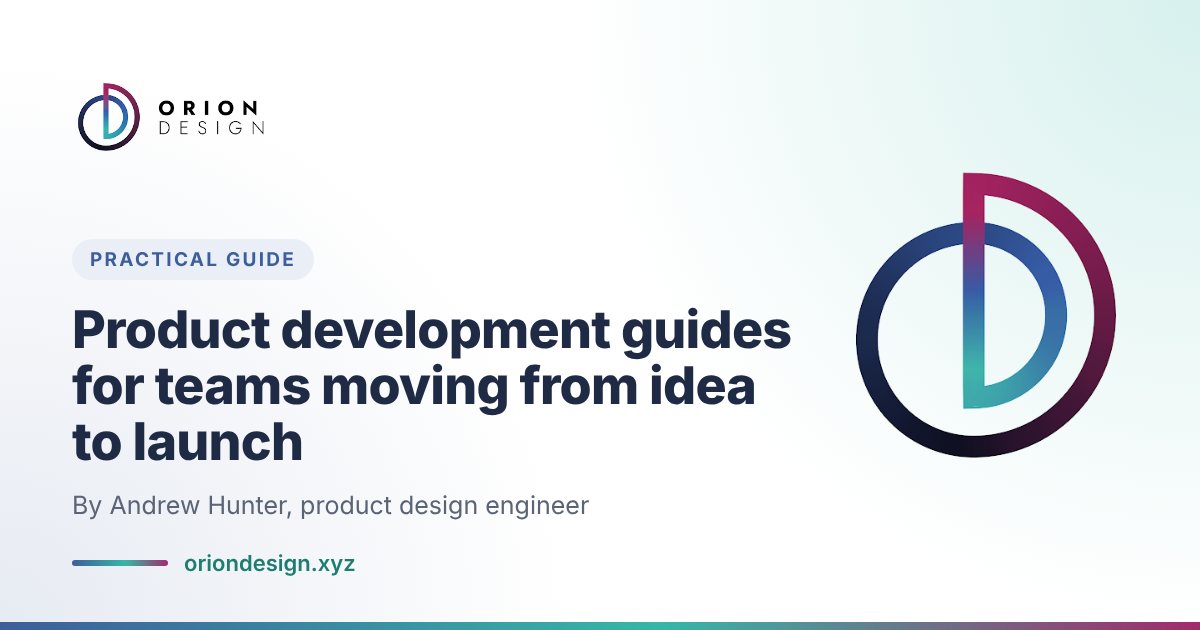 ORION
DESIGN
PRACTICAL GUIDE
Product development guides
for teams moving from idea
to launch
By Andrew Hunter, product design engineer
oriondesign.xyz